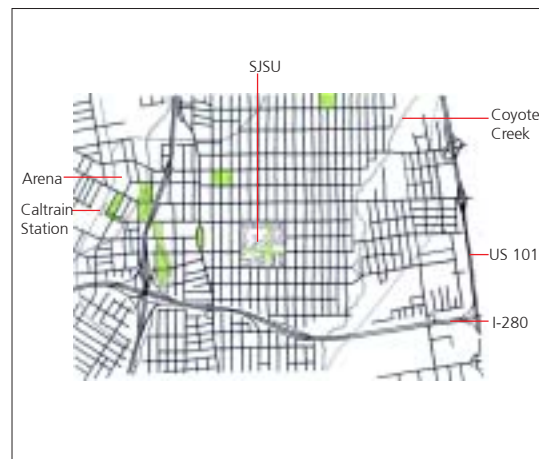 SJSU
Coyote
Creek
Arena
Caltrain
Station
US 101
I-280